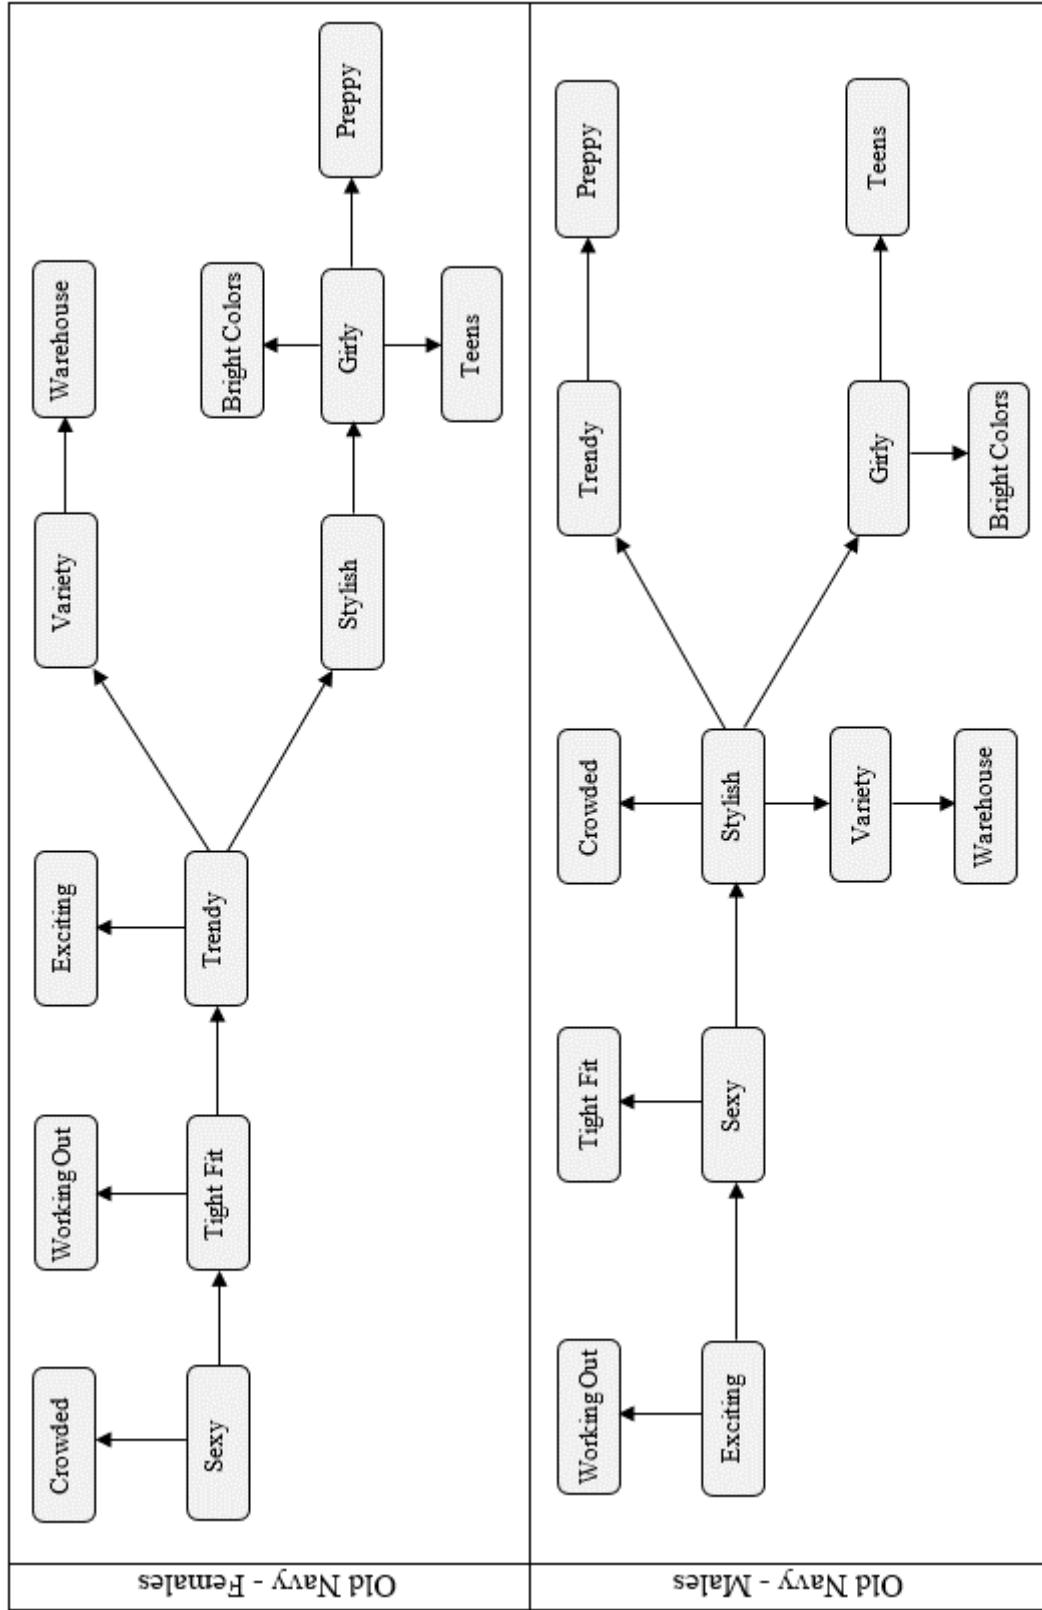 Old Navy - Females
Crowded
Sexy
Working Out
Tight Fit
Exciting
Trendy
Variety
Stylish
Warehouse
Bright Colors
Girly
Teens
Preppy
Old Navy - Males
Working Out
Exciting
Tight Fit
Sexy
Crowded
Stylish
Variety
Warehouse
Trendy
Girly
Bright Colors
Preppy
Teens